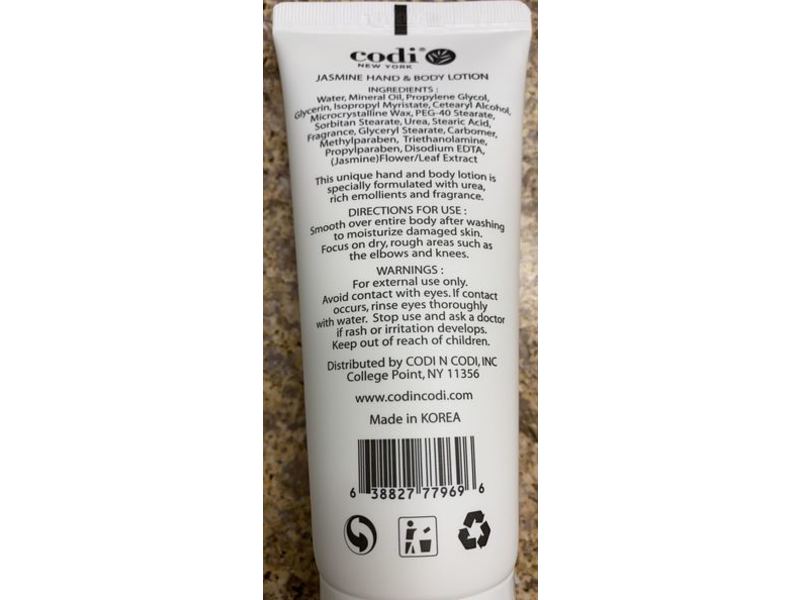 codi®
NEW YORK
JASMINE HAND & BODY LOTION
INGREDIENTS :
Water, Mineral Oil, Propylene Glycol,
Glycerin, Isopropyl Myristate, Cetearyl Alcohol,
Microcrystalline Wax, PEG-40 Stearate,
Sorbitan Stearate, Urea, Stearic Acid,
Fragrance, Glyceryl Stearate, Carbomer,
Methylparaben, Triethanolamine,
Propylparaben, Disodium EDTA,
(Jasmine)Flower/Leaf Extract
This unique hand and body lotion is
specially formulated with urea,
rich emollients and fragrance.
DIRECTIONS FOR USE :
Smooth over entire body after washing
to moisturize damaged skin.
Focus on dry, rough areas such as
the elbows and knees.
WARNINGS :
For external use only.
Avoid contact with eyes. If contact
occurs, rinse eyes thoroughly
with water. Stop use and ask a doctor
if rash or irritation develops.
Keep out of reach of children.
Distributed by CODI N CODI, INC
College Point, NY 11356
www.codincodi.com
Made in KOREA
6 38827 77969 6